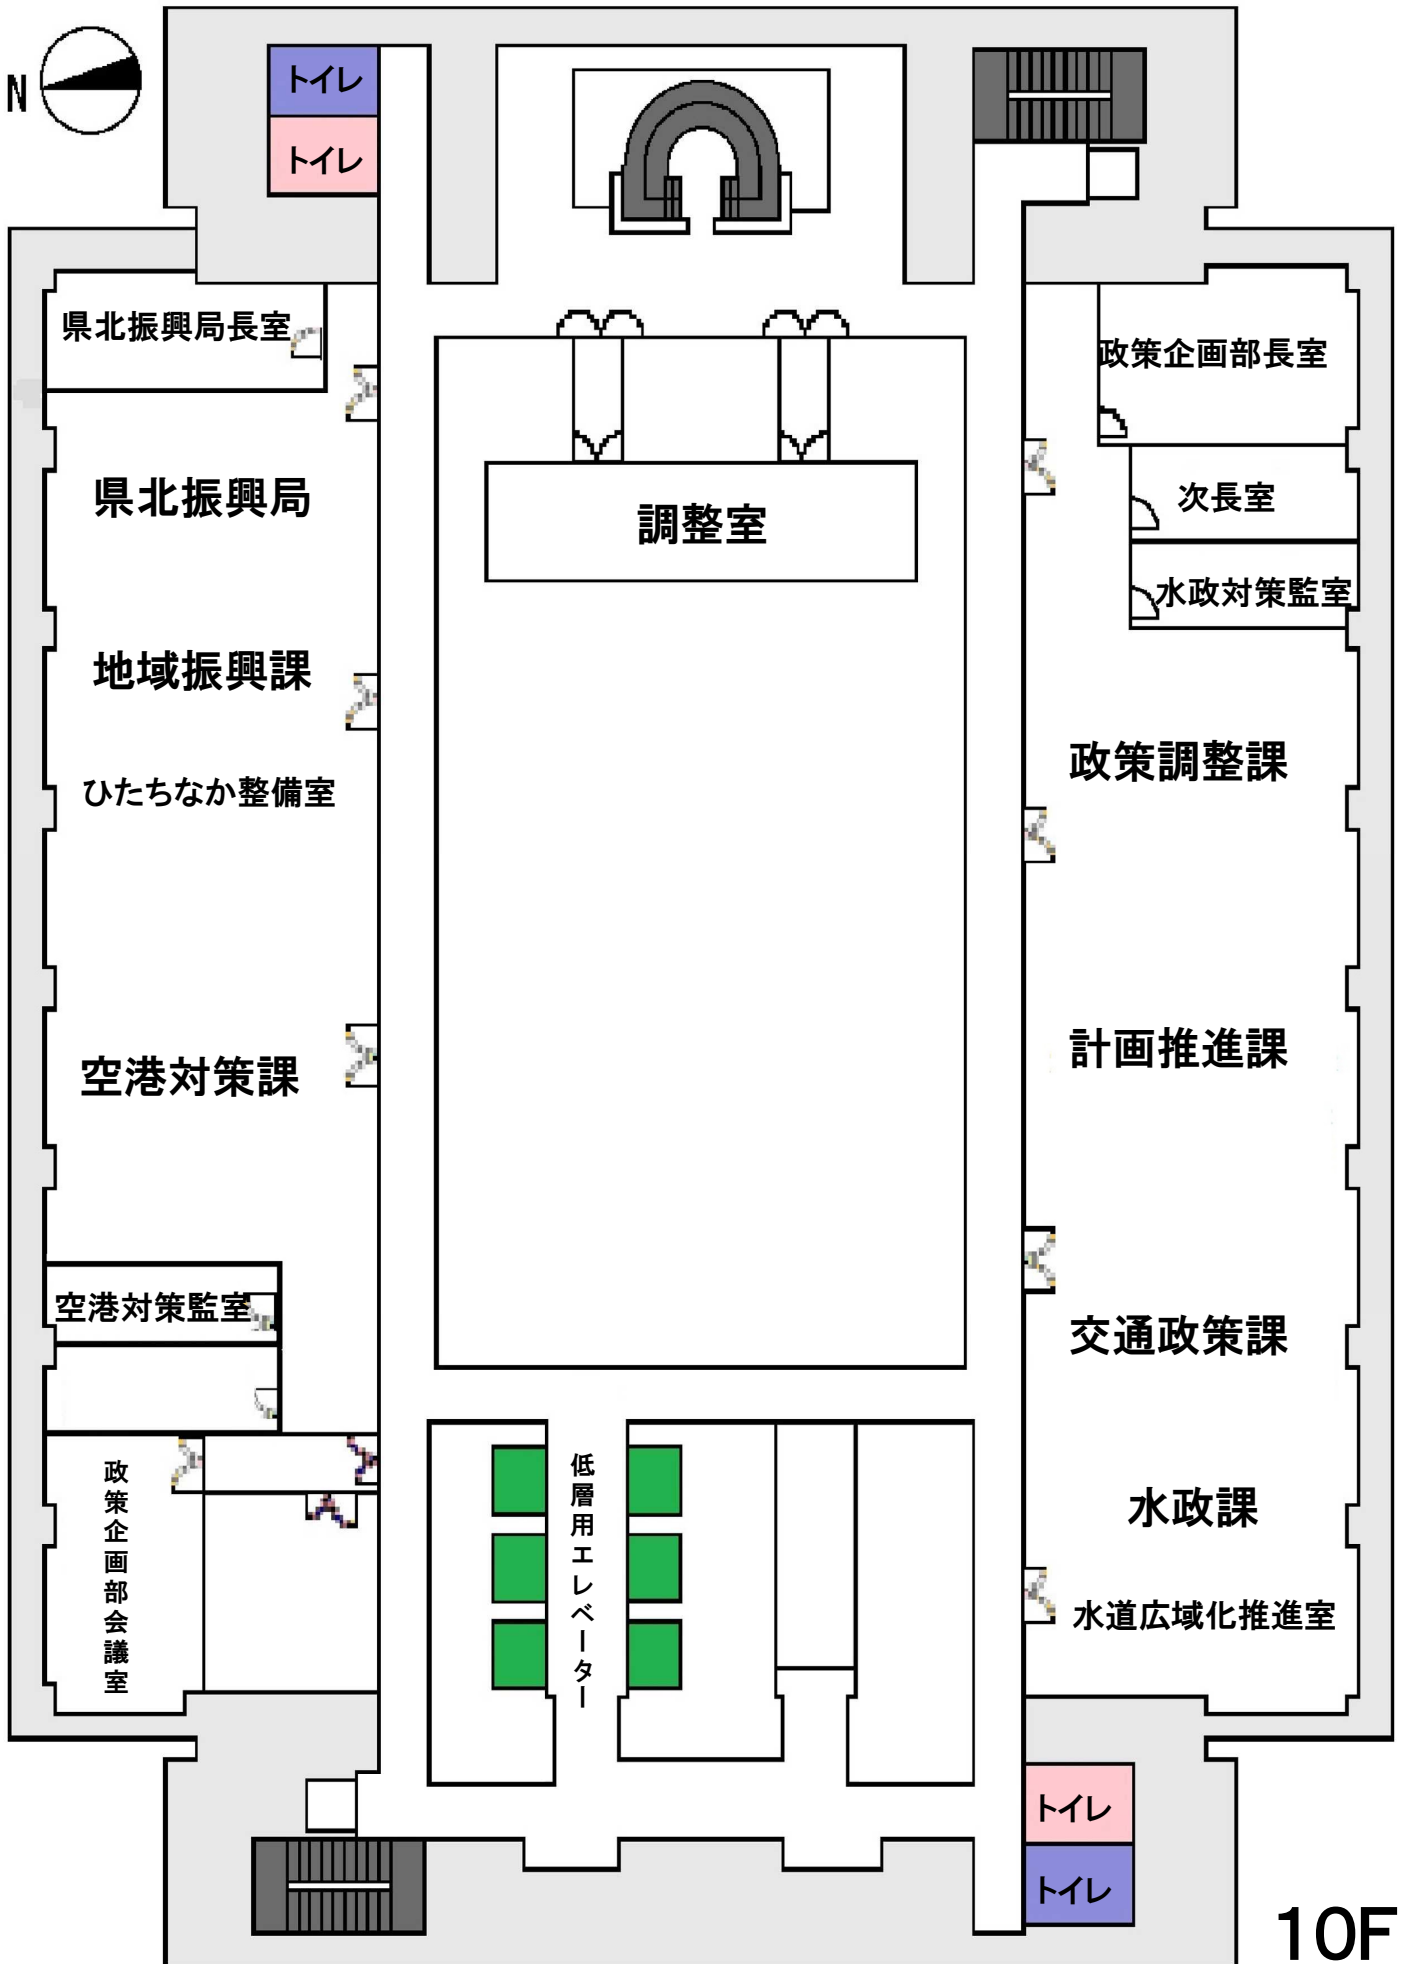 N
トイレ
トイレ
県北振興局長室
政策企画部長室
県北振興局
調整室
次長室
水政対策監室
地域振興課
ひたちなか整備室
政策調整課
空港対策課
計画推進課
空港対策監室
交通政策課
政策企画部会議室
低層用エレベーター
水政課
水道広域化推進室
トイレ
トイレ
10F